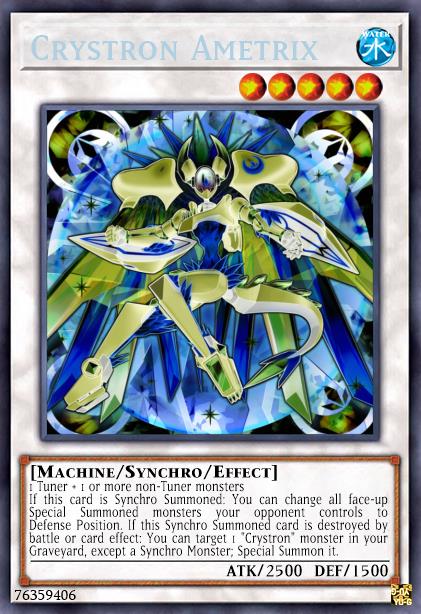 Crystron Ametrix
WATER
水
[Machine/Synchro/Effect]
1 Tuner + 1 or more non-Tuner monsters
If this card is Synchro Summoned: You can change all face-up
Special Summoned monsters your opponent controls to
Defense Position. If this Synchro Summoned card is destroyed by
battle or card effect: You can target 1 "Crystron" monster in your
Graveyard, except a Synchro Monster; Special Summon it.
ATK/2500 DEF/1500
76359406